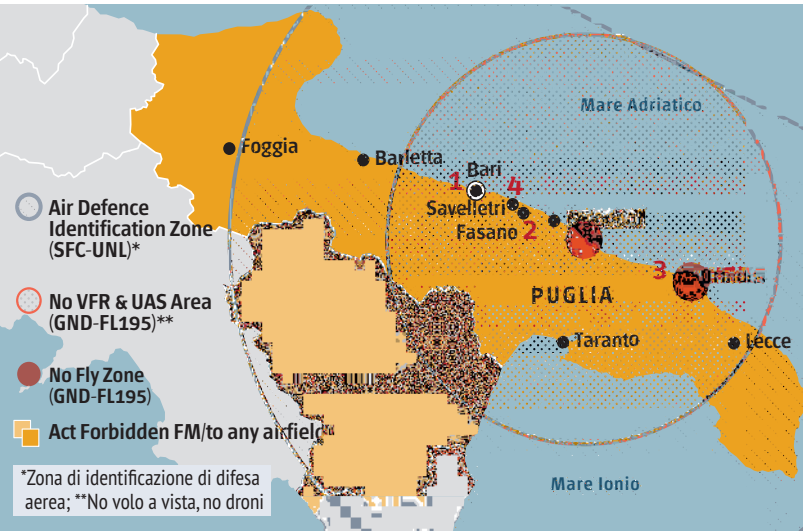 Mare Adriatico
Foggia
Barletta
Bari
1
4
Savelletri
Fasano
2
3
PUGLIA
Taranto
Lecce
Mare Ionio
Air Defence
Identification Zone
(SFC-UNL)*
No VFR & UAS Area
(GND-FL195)**
No Fly Zone
(GND-FL195)
Act Forbidden FM/to any airfield
*Zona di identificazione di difesa
aerea; **No volo a vista, no droni